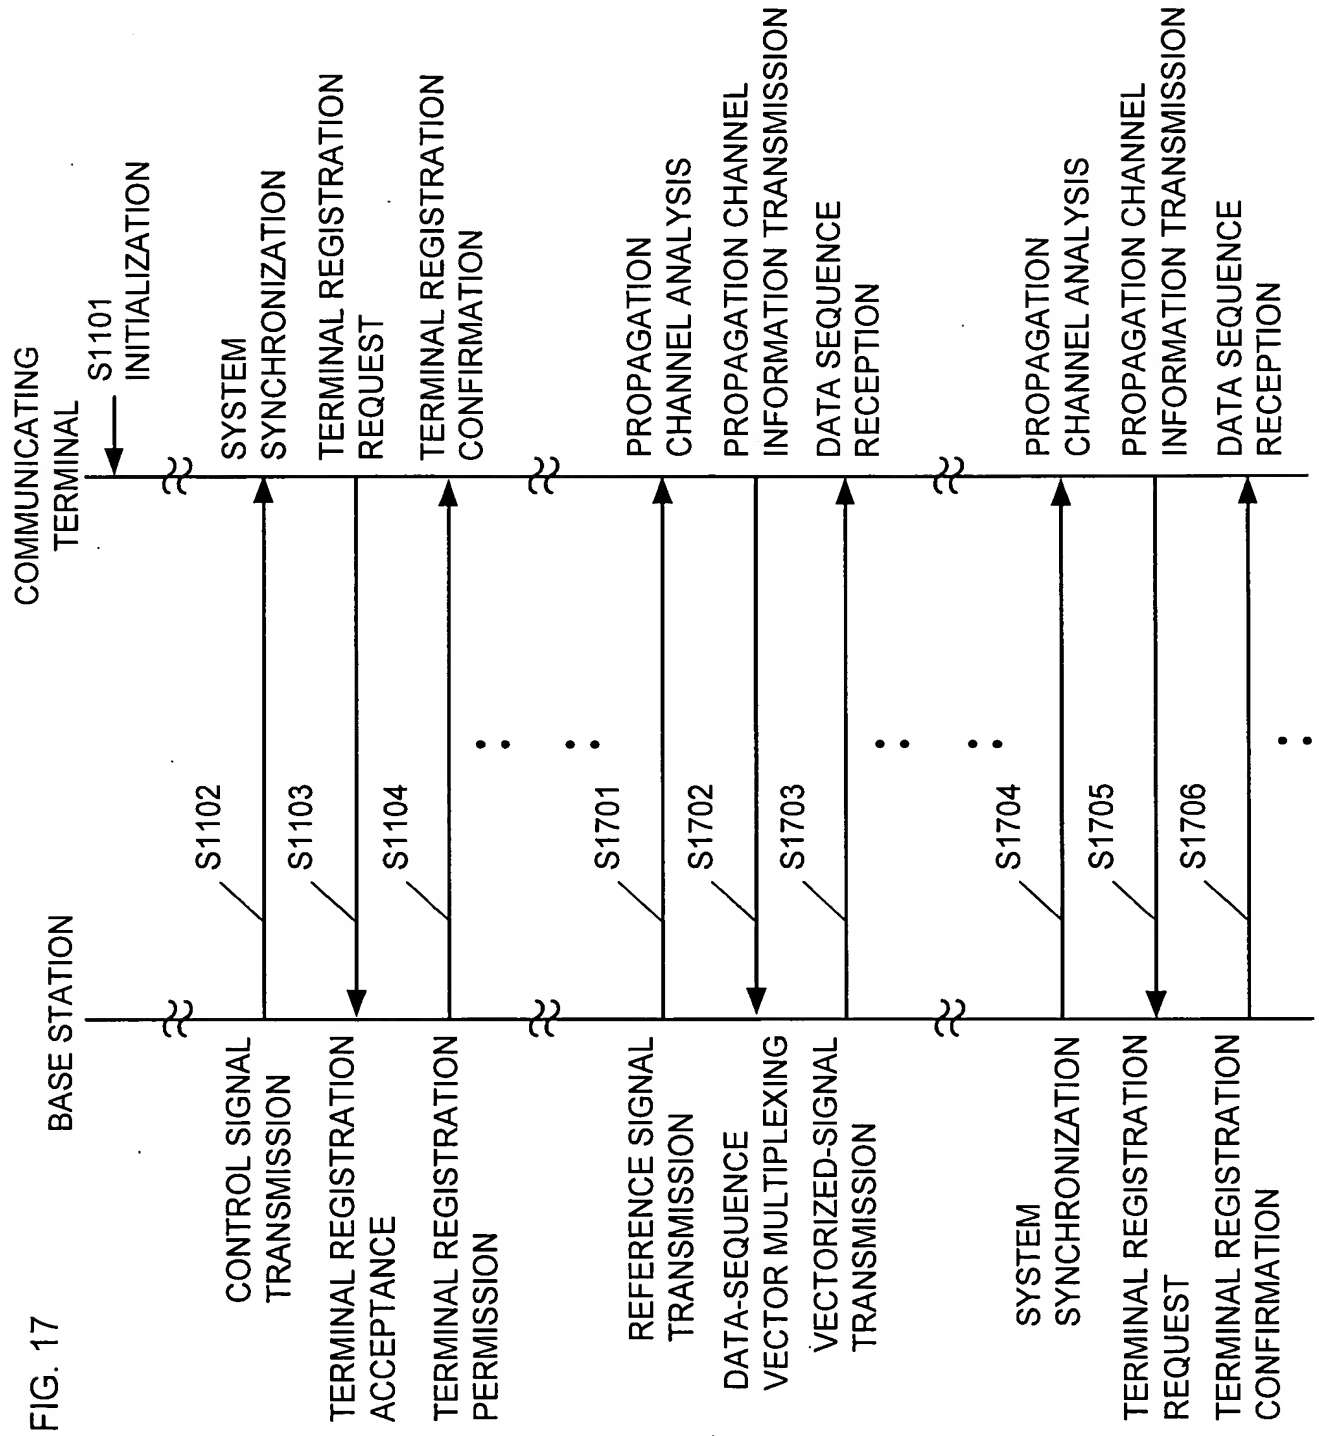 FIG. 17
BASE STATION
COMMUNICATING
TERMINAL
S1101
INITIALIZATION
CONTROL SIGNAL
TRANSMISSION
S1102
SYSTEM
SYNCHRONIZATION
TERMINAL REGISTRATION
ACCEPTANCE
S1103
TERMINAL REGISTRATION
REQUEST
TERMINAL REGISTRATION
PERMISSION
S1104
TERMINAL REGISTRATION
CONFIRMATION
REFERENCE SIGNAL
TRANSMISSION
S1701
PROPAGATION
CHANNEL ANALYSIS
DATA-SEQUENCE
VECTOR MULTIPLEXING
S1702
PROPAGATION CHANNEL
INFORMATION TRANSMISSION
VECTORIZED-SIGNAL
TRANSMISSION
S1703
DATA SEQUENCE
RECEPTION
SYSTEM
SYNCHRONIZATION
S1704
PROPAGATION
CHANNEL ANALYSIS
TERMINAL REGISTRATION
REQUEST
S1705
PROPAGATION CHANNEL
INFORMATION TRANSMISSION
TERMINAL REGISTRATION
CONFIRMATION
S1706
DATA SEQUENCE
RECEPTION